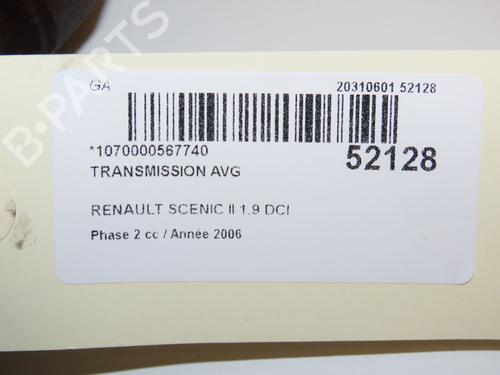 GA 20310601 52128
*1070000567740 52128
TRANSMISSION AVG
RENAULT SCENIC II 1.9 DCI
Phase 2 cc / Année 2006
B-PARTS